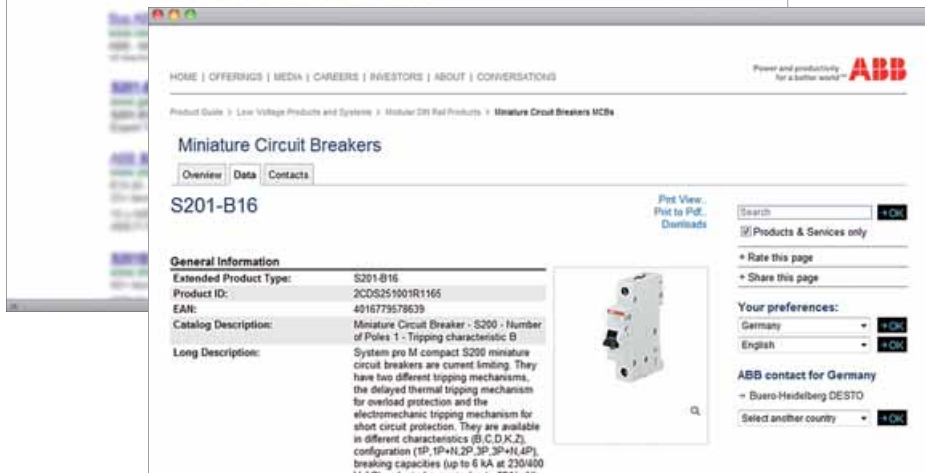 HOME | OFFERINGS | MEDIA | CAREERS | INVESTORS | ABOUT | CONVERSATIONS
Power and productivity
for a better world™
ABB
Product Guide > Low Voltage Products and Systems > Modular DIN Rail Products > Miniature Circuit Breakers MCBs
Miniature Circuit Breakers
Overview Data Contacts
S201-B16
Print View..
Print to Pdf..
Downloads
Search
OK
Products & Services only
+ Rate this page
+ Share this page
General Information
Extended Product Type: S201-B16
Product ID: 2CDS251001R1165
EAN: 4016779578639
Catalog Description: Miniature Circuit Breaker - S200 - Number
of Poles 1 - Tripping characteristic B
Long Description: System pro M compact S200 miniature
circuit breakers are current limiting. They
have two different tripping mechanisms,
the delayed thermal tripping mechanism
for overload protection and the
electromechanic tripping mechanism for
short circuit protection. They are available
in different characteristics (B,C,D,K,Z),
configuration (1P,1P+N,2P,3P,3P+N,4P),
breaking capacities (up to 6 kA at 230/400
Your preferences:
Germany OK
English OK
ABB contact for Germany
Buero-Heidelberg DESTO
Select another country OK